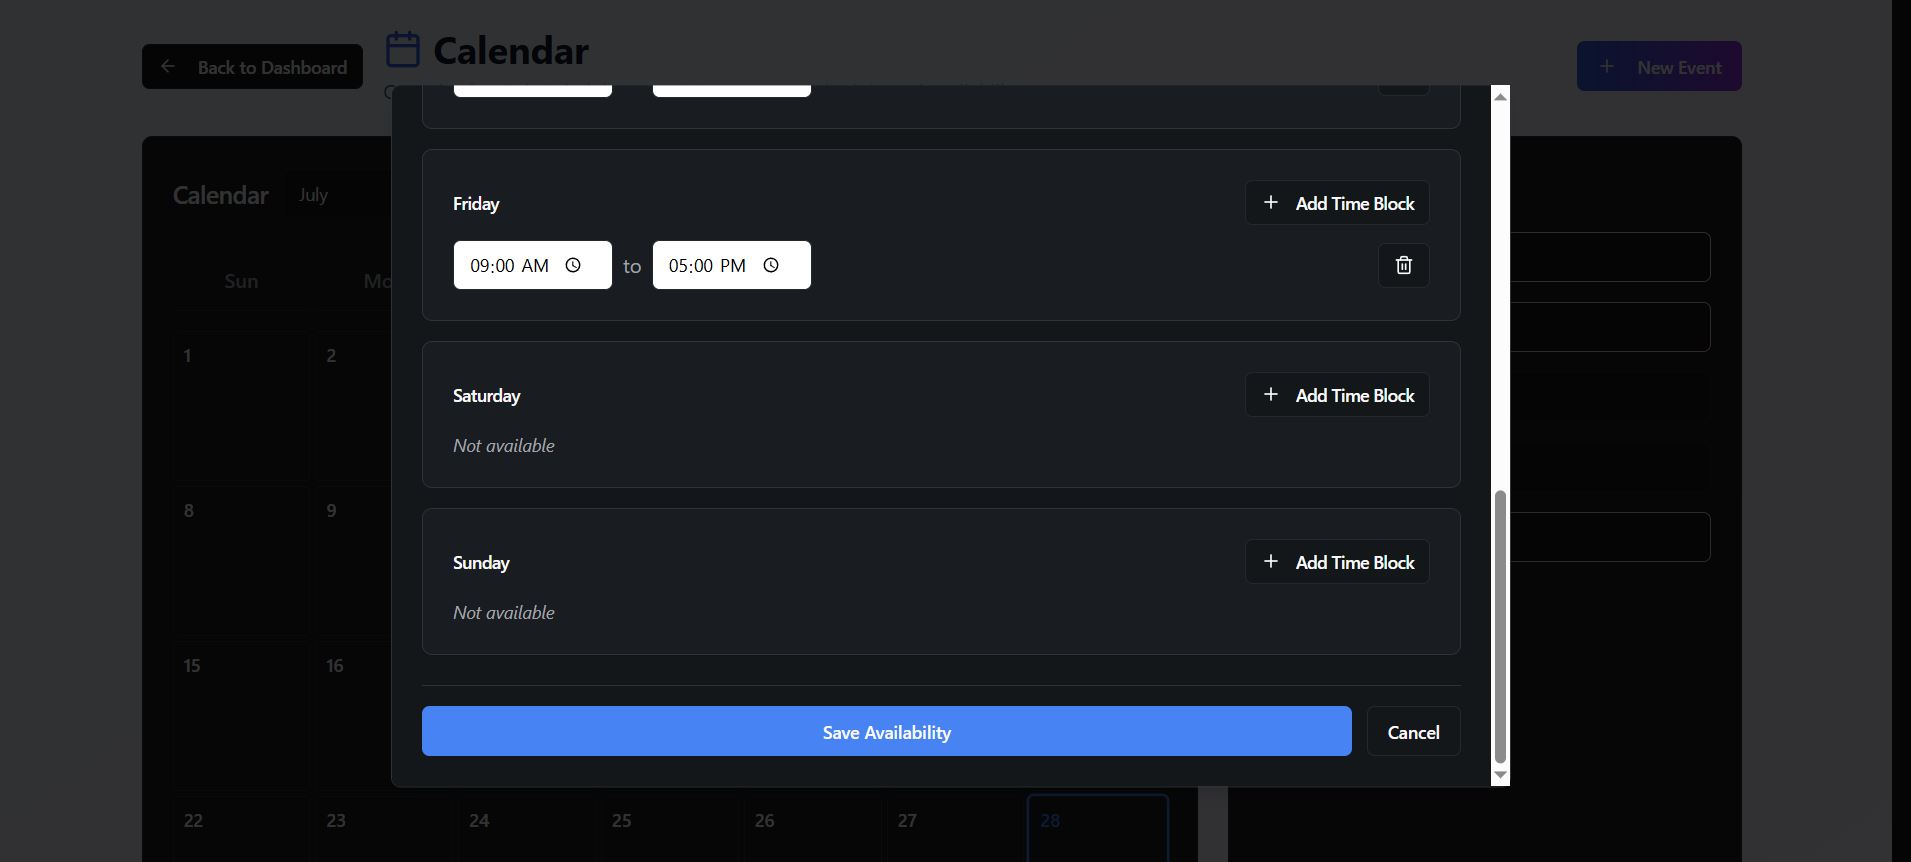 Back to Dashboard
Calendar
New Event
Calendar
July
Sun
Friday
Add Time Block
09:00 AM to 05:00 PM
Saturday
Add Time Block
Not available
Sunday
Add Time Block
Not available
Save Availability
Cancel
1
2
8
9
15
16
22
23
24
25
26
27
28